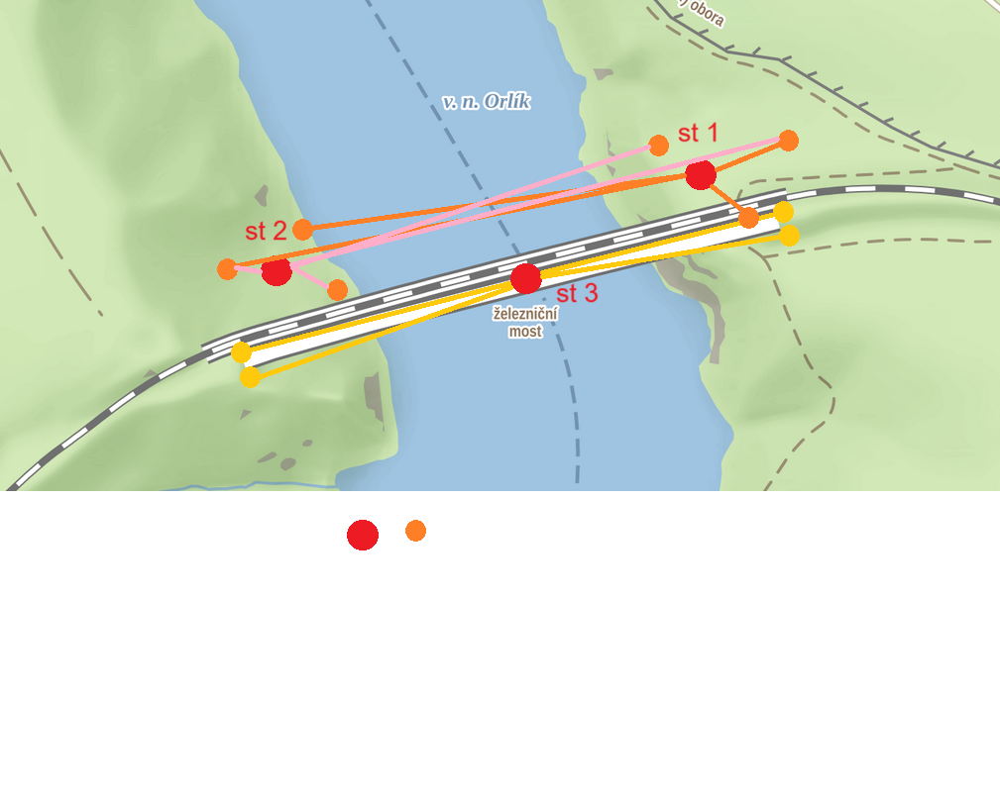 obora
v. n. Orlík
st 1
st 2
st 3
železniční
most